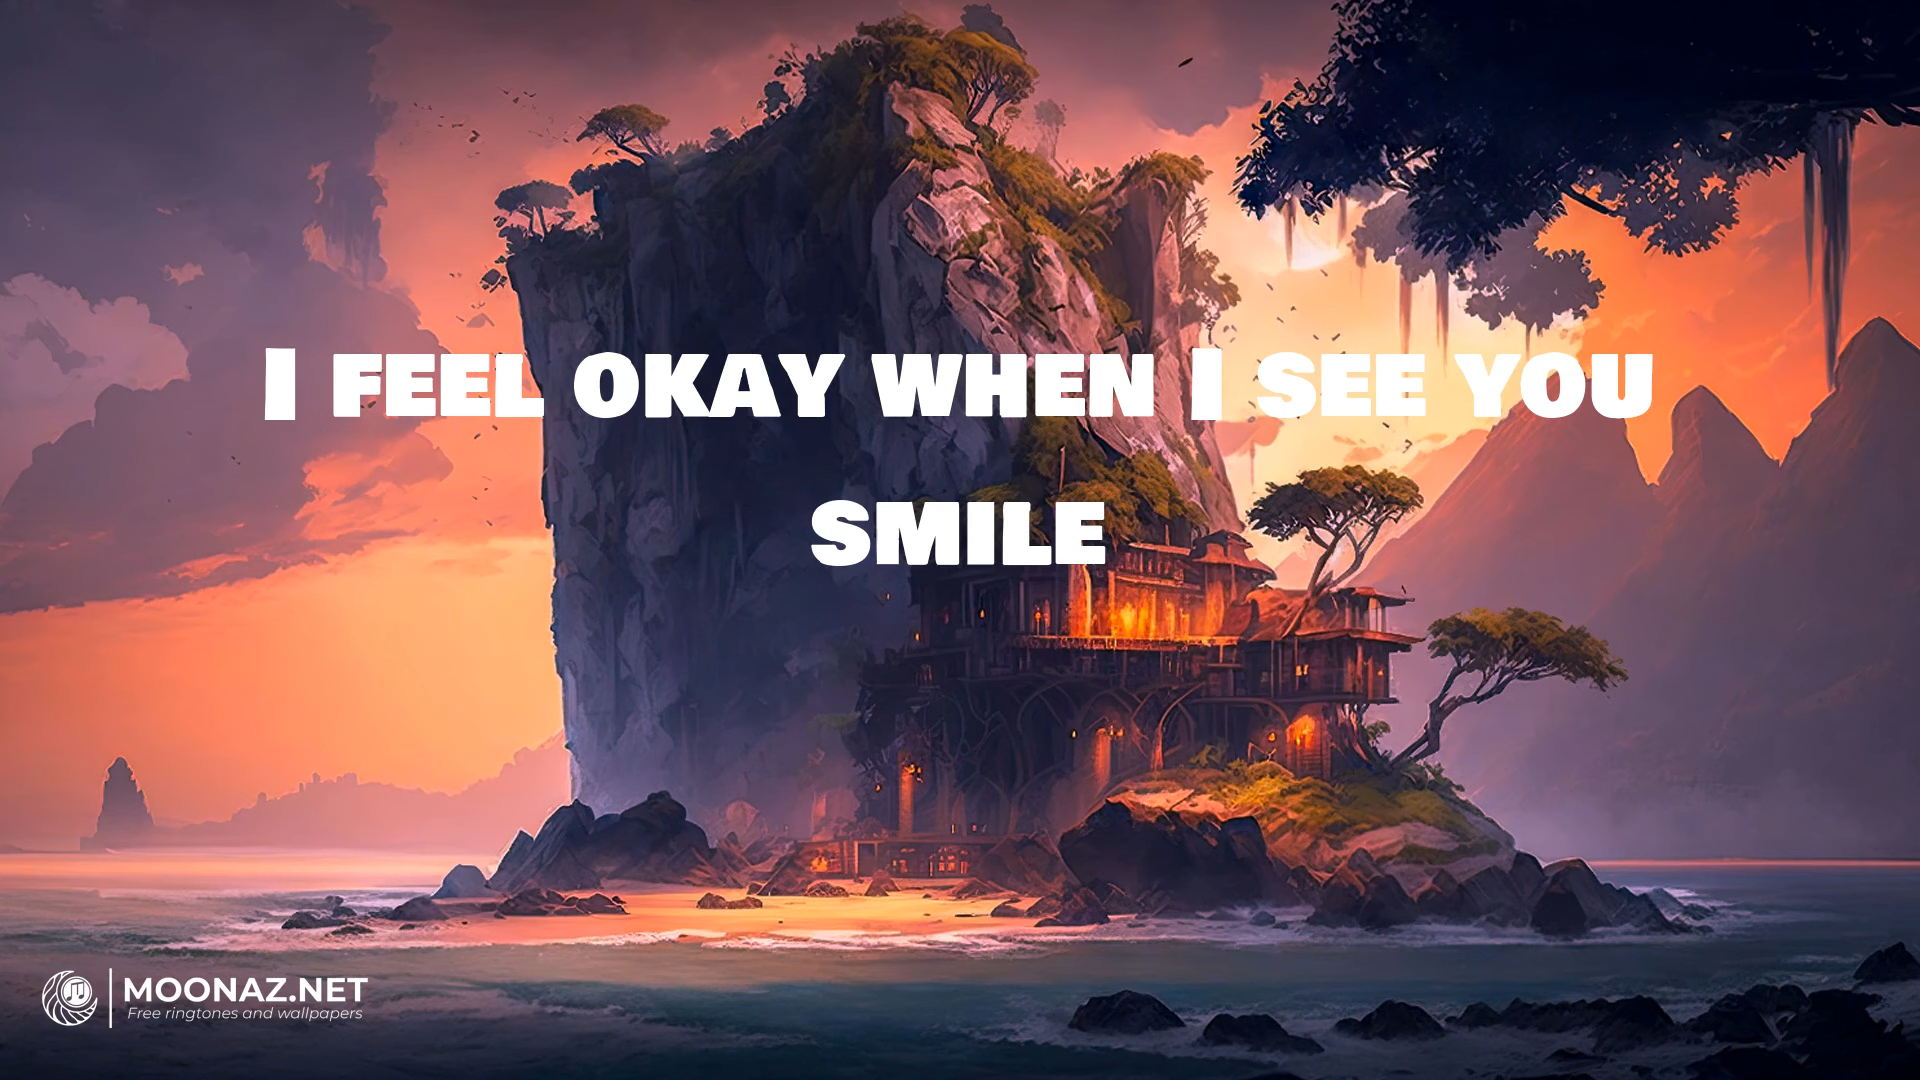 I FEEL OKAY WHEN I SEE YOU
SMILE
MOONAZ.NET
Free ringtones and wallpapers